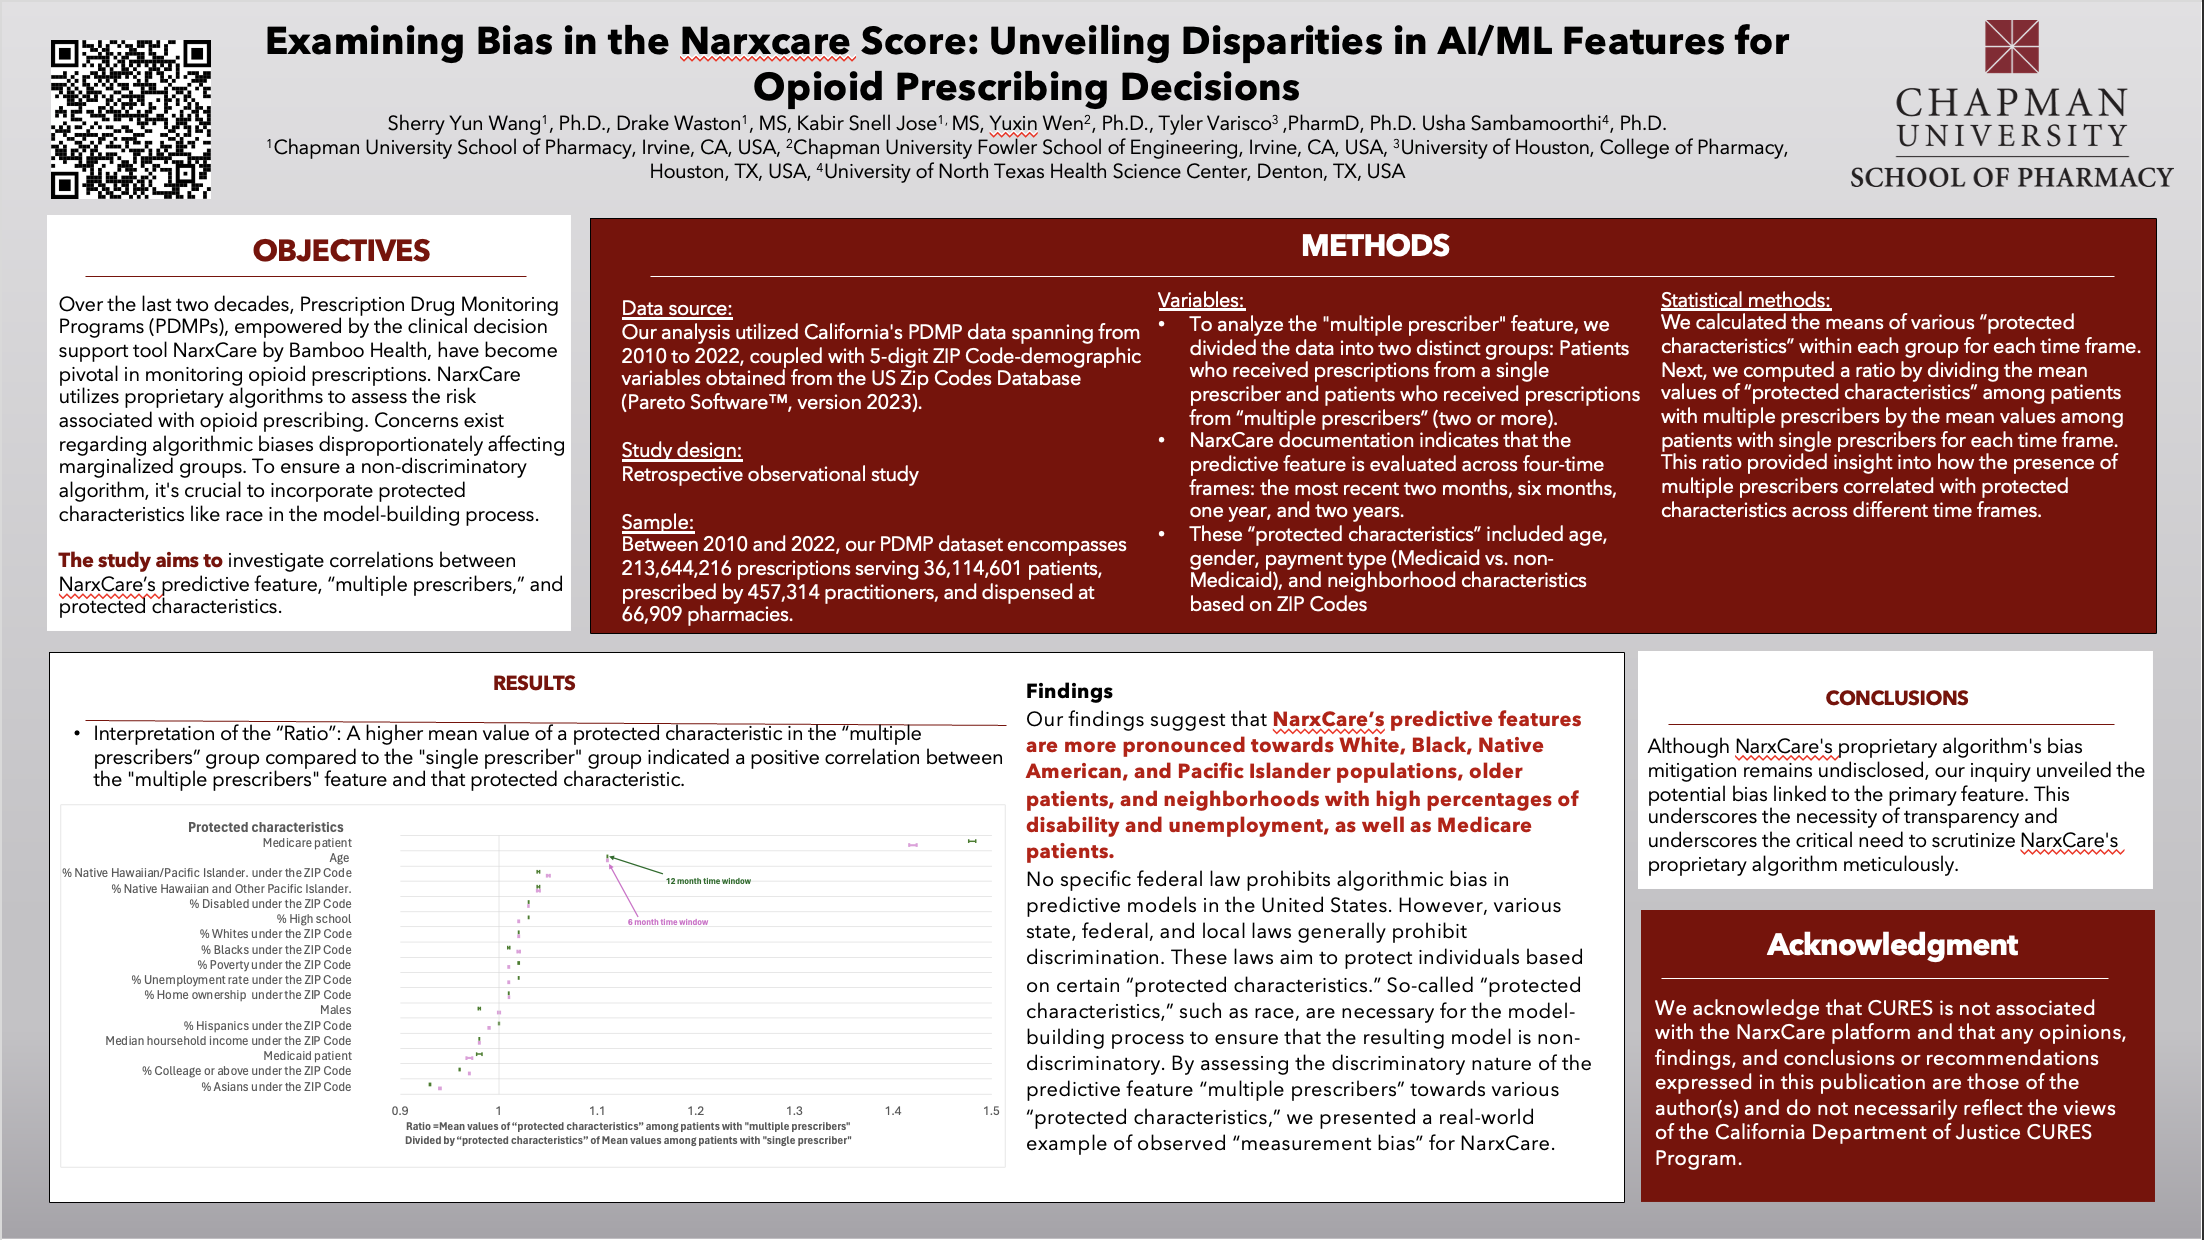 Examining Bias in the Narxcare Score: Unveiling Disparities in AI/ML Features for
Opioid Prescribing Decisions
Sherry Yun Wang1, Ph.D., Drake Waston1, MS, Kabir Snell Jose1, MS, Yuxin Wen2, Ph.D., Tyler Varisco3 ,PharmD, Ph.D. Usha Sambamoorthi4, Ph.D.
1Chapman University School of Pharmacy, Irvine, CA, USA, 2Chapman University Fowler School of Engineering, Irvine, CA, USA, 3University of Houston, College of Pharmacy,
Houston, TX, USA, 4University of North Texas Health Science Center, Denton, TX, USA
CHAPMAN
UNIVERSITY
SCHOOL OF PHARMACY
OBJECTIVES
Over the last two decades, Prescription Drug Monitoring
Programs (PDMPs), empowered by the clinical decision
support tool NarxCare by Bamboo Health, have become
pivotal in monitoring opioid prescriptions. NarxCare
utilizes proprietary algorithms to assess the risk
associated with opioid prescribing. Concerns exist
regarding algorithmic biases disproportionately affecting
marginalized groups. To ensure a non-discriminatory
algorithm, it's crucial to incorporate protected
characteristics like race in the model-building process.
The study aims to investigate correlations between
NarxCare’s predictive feature, “multiple prescribers,” and
protected characteristics.
METHODS
Data source:
Our analysis utilized California's PDMP data spanning from
2010 to 2022, coupled with 5-digit ZIP Code-demographic
variables obtained from the US Zip Codes Database
(Pareto Software™, version 2023).
Study design:
Retrospective observational study
Sample:
Between 2010 and 2022, our PDMP dataset encompasses
213,644,216 prescriptions serving 36,114,601 patients,
prescribed by 457,314 practitioners, and dispensed at
66,909 pharmacies.
Variables:
• To analyze the "multiple prescriber" feature, we
divided the data into two distinct groups: Patients
who received prescriptions from a single
prescriber and patients who received prescriptions
from “multiple prescribers” (two or more).
• NarxCare documentation indicates that the
predictive feature is evaluated across four-time
frames: the most recent two months, six months,
one year, and two years.
• These “protected characteristics” included age,
gender, payment type (Medicaid vs. non-
Medicaid), and neighborhood characteristics
based on ZIP Codes
Statistical methods:
We calculated the means of various “protected
characteristics” within each group for each time frame.
Next, we computed a ratio by dividing the mean
values of “protected characteristics” among patients
with multiple prescribers by the mean values among
patients with single prescribers for each time frame.
This ratio provided insight into how the presence of
multiple prescribers correlated with protected
characteristics across different time frames.
RESULTS
• Interpretation of the “Ratio”: A higher mean value of a protected characteristic in the “multiple
prescribers” group compared to the "single prescriber" group indicated a positive correlation between
the "multiple prescribers" feature and that protected characteristic.
Protected characteristics
Medicare patient
Age
% Native Hawaiian/Pacific Islander. under the ZIP Code
% Native Hawaiian and Other Pacific Islander.
% Disabled under the ZIP Code
% High school
% Whites under the ZIP Code
% Blacks under the ZIP Code
% Poverty under the ZIP Code
% Unemployment rate under the ZIP Code
% Home ownership under the ZIP Code
Males
% Hispanics under the ZIP Code
Median hourshold income under the ZIP Code
Medicaid patient
% Colleage or above under the ZIP Code
% Asians under the ZIP Code
12 month time window
6 month time window
0.9 1 1.1 1.2 1.3 1.4 1.5
Ratio =Mean values of “protected characteristics” among patients with "multiple prescribers"
Divided by “protected characteristics” of Mean values among patients with "single prescriber"
Findings
Our findings suggest that NarxCare’s predictive features
are more pronounced towards White, Black, Native
American, and Pacific Islander populations, older
patients, and neighborhoods with high percentages of
disability and unemployment, as well as Medicare
patients.
No specific federal law prohibits algorithmic bias in
predictive models in the United States. However, various
state, federal, and local laws generally prohibit
discrimination. These laws aim to protect individuals based
on certain “protected characteristics.” So-called “protected
characteristics,” such as race, are necessary for the model-
building process to ensure that the resulting model is non-
discriminatory. By assessing the discriminatory nature of the
predictive feature “multiple prescribers” towards various
“protected characteristics,” we presented a real-world
example of observed “measurement bias” for NarxCare.
CONCLUSIONS
Although NarxCare's proprietary algorithm's bias
mitigation remains undisclosed, our inquiry unveiled the
potential bias linked to the primary feature. This
underscores the necessity of transparency and
underscores the critical need to scrutinize NarxCare's
proprietary algorithm meticulously.
Acknowledgment
We acknowledge that CURES is not associated
with the NarxCare platform and that any opinions,
findings, and conclusions or recommendations
expressed in this publication are those of the
author(s) and do not necessarily reflect the views
of the California Department of Justice CURES
Program.